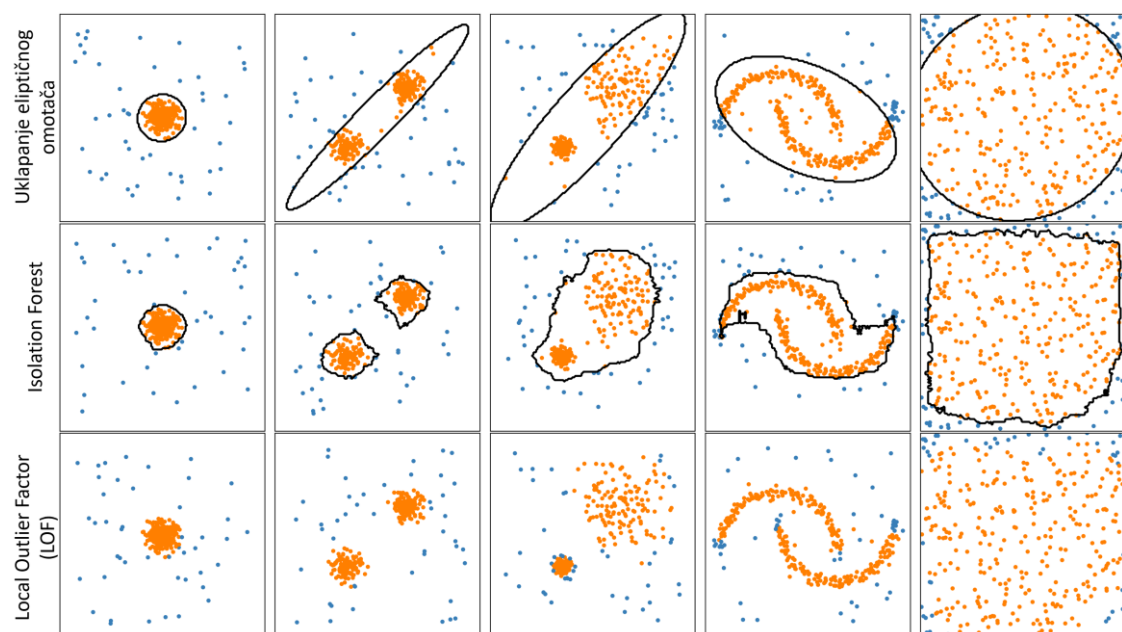 Uklapanje eliptičnog
omotača
Isolation Forest
Local Outlier Factor
(LOF)